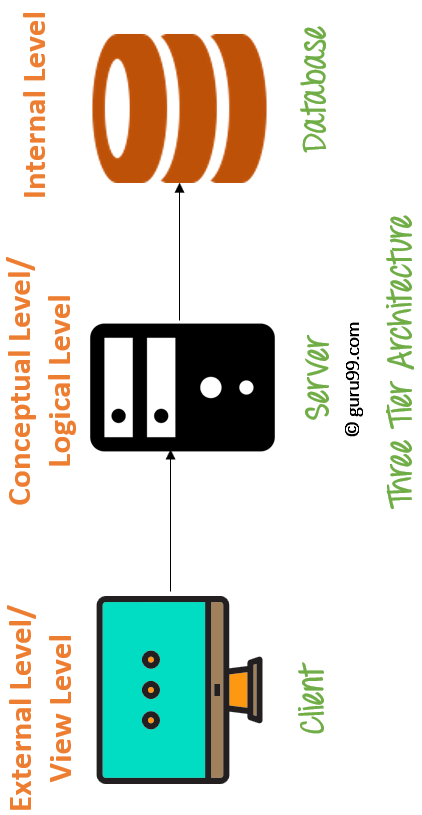 External Level/
View Level
Conceptual Level/
Logical Level
Internal Level
Client
Server
Database
© guru99.com
Three Tier Architecture